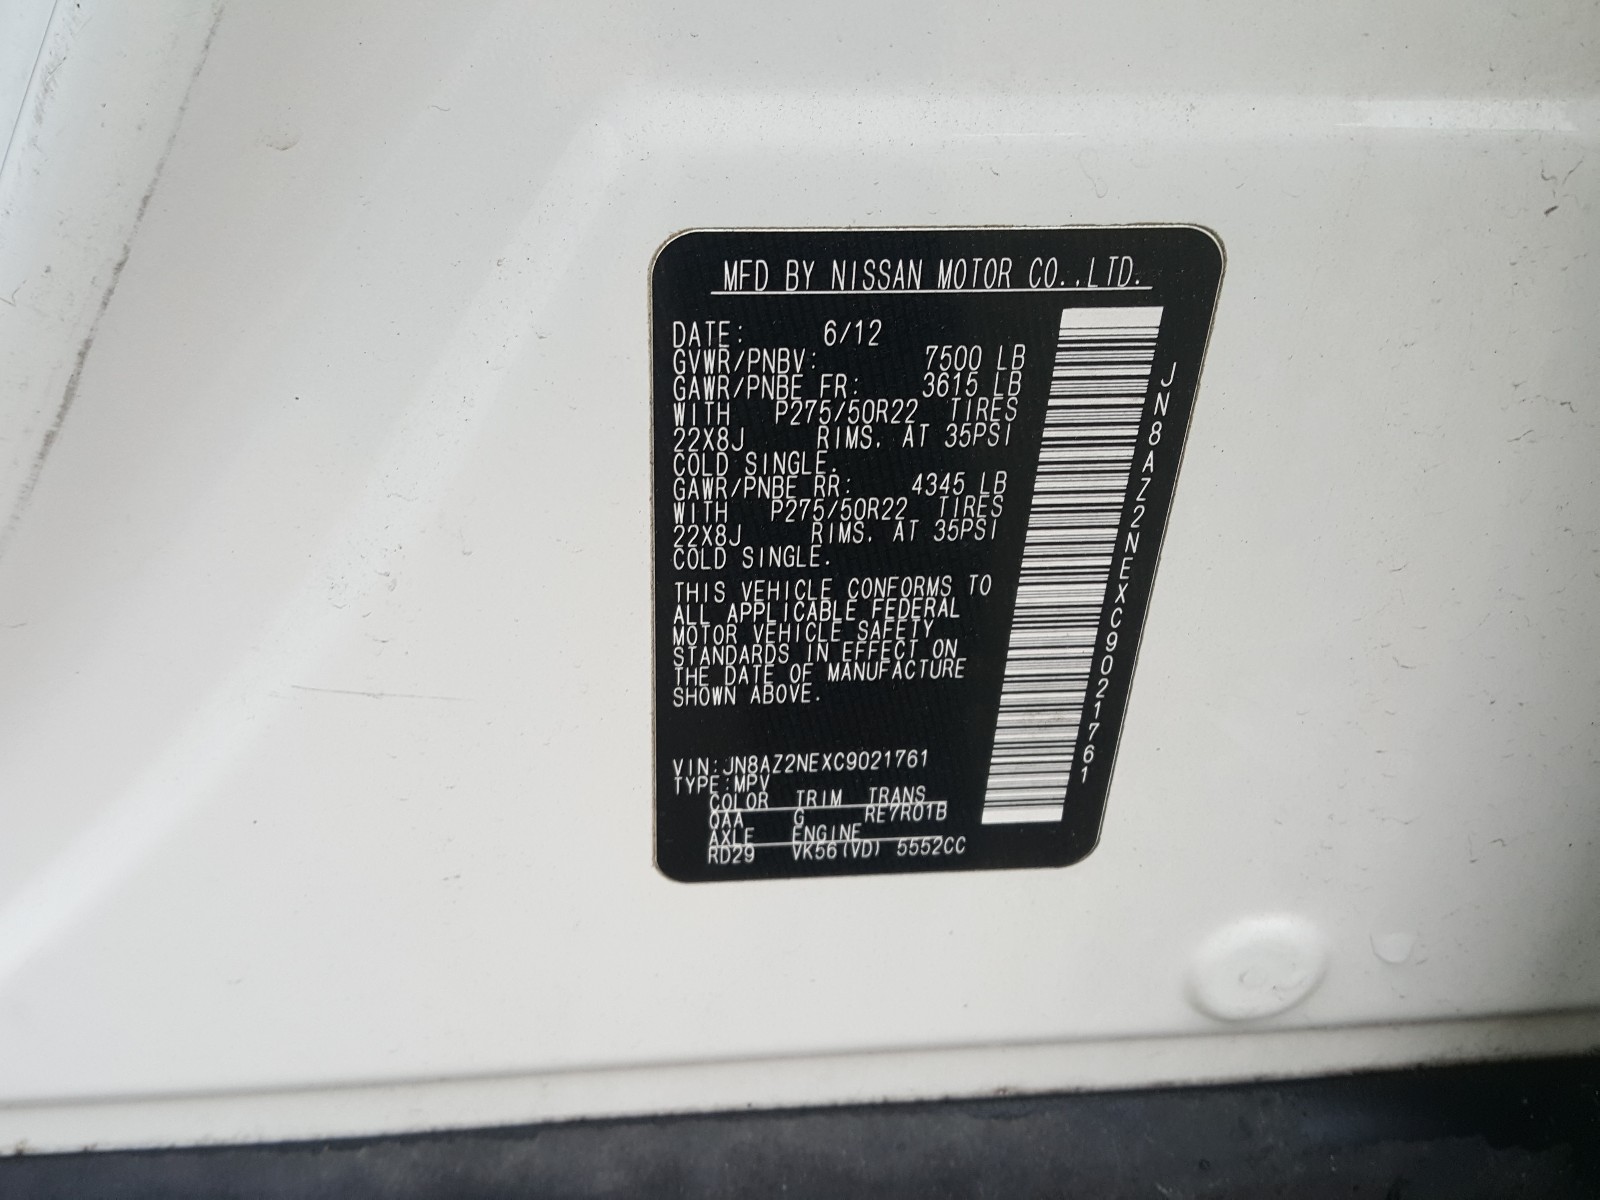 MFD BY NISSAN MOTOR CO.,LTD.
DATE: 6/12
GVWR/PNBV: 7500 LB
GAWR/PNBE FR: 3615 LB
WITH P275/50R22 TIRES
22X8J RIMS. AT 35PSI
COLD SINGLE.
GAWR/PNBE RR: 4345 LB
WITH P275/50R22 TIRES
22X8J RIMS. AT 35PSI
COLD SINGLE.
THIS VEHICLE CONFORMS TO
ALL APPLICABLE FEDERAL
MOTOR VEHICLE SAFETY
STANDARDS IN EFFECT ON
THE DATE OF MANUFACTURE
SHOWN ABOVE.
VIN:JN8AZ2NEXC9021761
TYPE:MPV
COLOR TRIM TRANS
QAA G RE7R01B
AXLE ENGINE
RD29 VK56(VD) 5552CC
JN8AZ2NEXC9021761